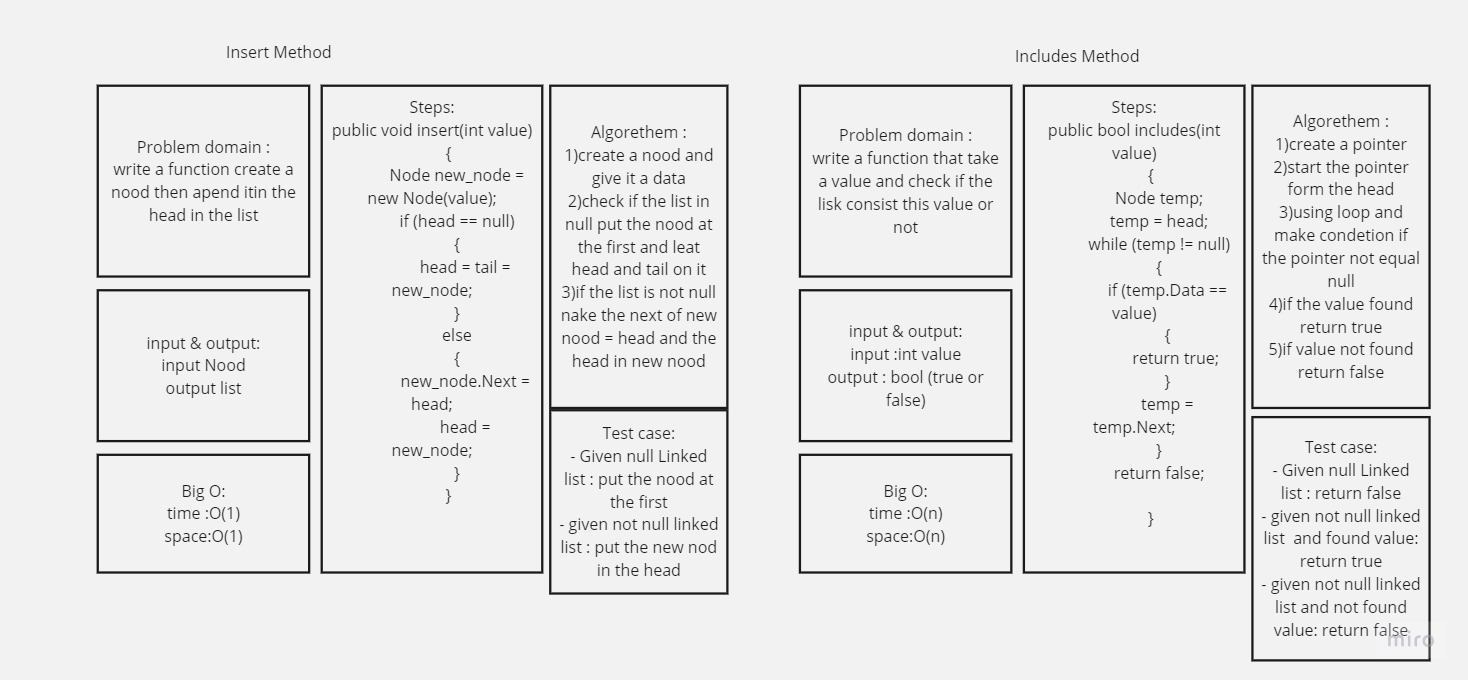 Insert Method
Problem domain :
write a function create a
nood then apend itin the
head in the list
input & output:
input Nood
output list
Big O:
time :O(1)
space:O(1)
Steps:
public void insert(int value)
{
Node new_node =
new Node(value);
if (head == null)
{
head = tail =
new_node;
}
else
{
new_node.Next =
head;
head =
new_node;
}
}
Algorethem :
1)create a nood and
give it a data
2)check if the list in
null put the nood at
the first and leat
head and tail on it
3)if the list is not null
nake the next of new
nood = head and the
head in new nood
Test case:
- Given null Linked
list : put the nood at
the first
- given not null linked
list : put the new nod
in the head
Includes Method
Problem domain :
write a function that take
a value and check if the
lisk consist this value or
not
input & output:
input :int value
output : bool (true or
false)
Big O:
time :O(n)
space:O(n)
Steps:
public bool includes(int
value)
{
Node temp;
temp = head;
while (temp != null)
{
if (temp.Data ==
value)
{
return true;
}
temp =
temp.Next;
}
return false;
}
Algorethem :
1)create a pointer
2)start the pointer
form the head
3)using loop and
make condetion if
the pointer not equal
null
4)if the value found
return true
5)if value not found
return false
Test case:
- Given null Linked
list : return false
- given not null linked
list and found value:
return true
- given not null linked
list and not found
value: return false
miro